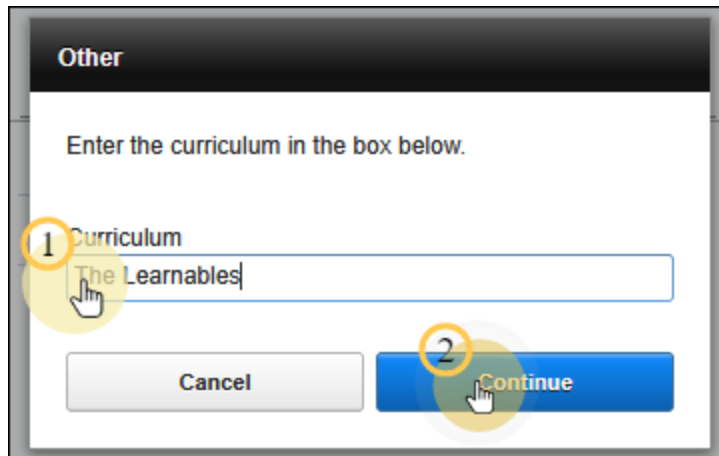 Other
Enter the curriculum in the box below.
1
Curriculum
The Learnables
2
Cancel
Continue